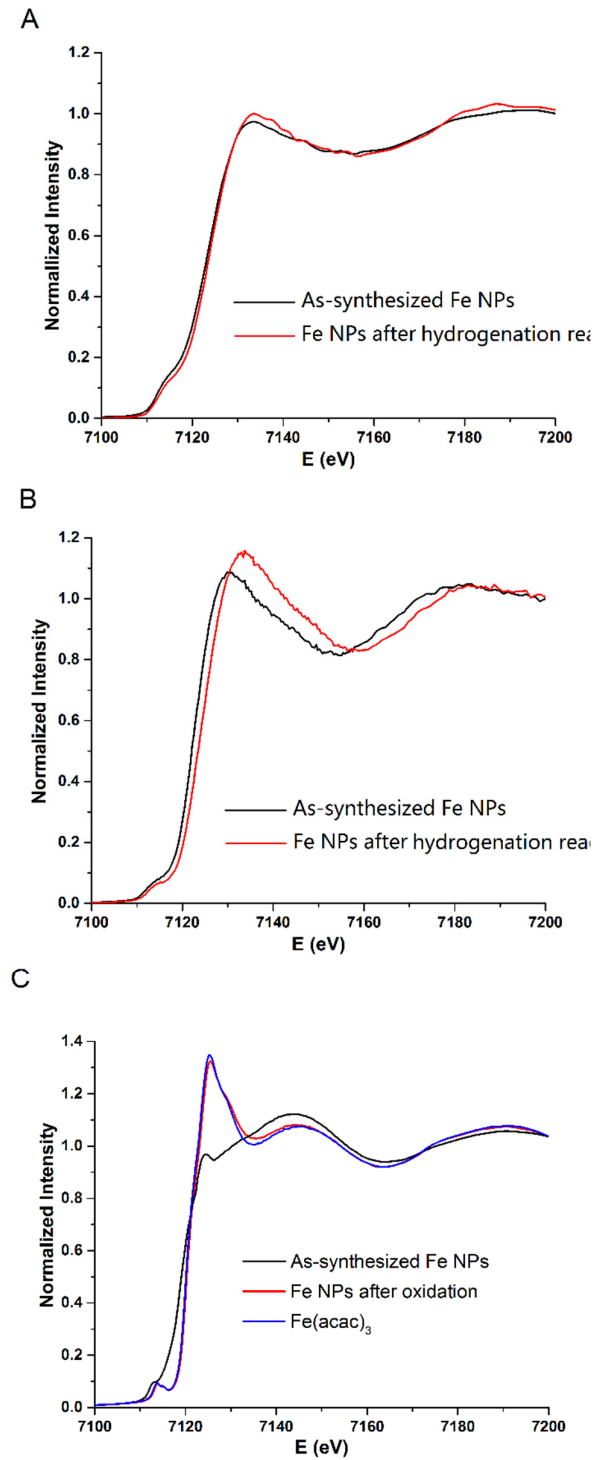 A
1.2
1.0
0.8
0.6
0.4
0.2
0.0
Normallized Intensity
As-synthesized Fe NPs
Fe NPs after hydrogenation rea
7100 7120 7140 7160 7180 7200
E (eV)
B
1.2
1.0
0.8
0.6
0.4
0.2
0.0
Normalized Intensity
As-synthesized Fe NPs
Fe NPs after hydrogenation rea
7100 7120 7140 7160 7180 7200
E (eV)
C
1.4
1.2
1.0
0.8
0.6
0.4
0.2
0.0
Normalized Intensity
As-synthesized Fe NPs
Fe NPs after oxidation
Fe(acac)₃
7100 7120 7140 7160 7180 7200
E (eV)